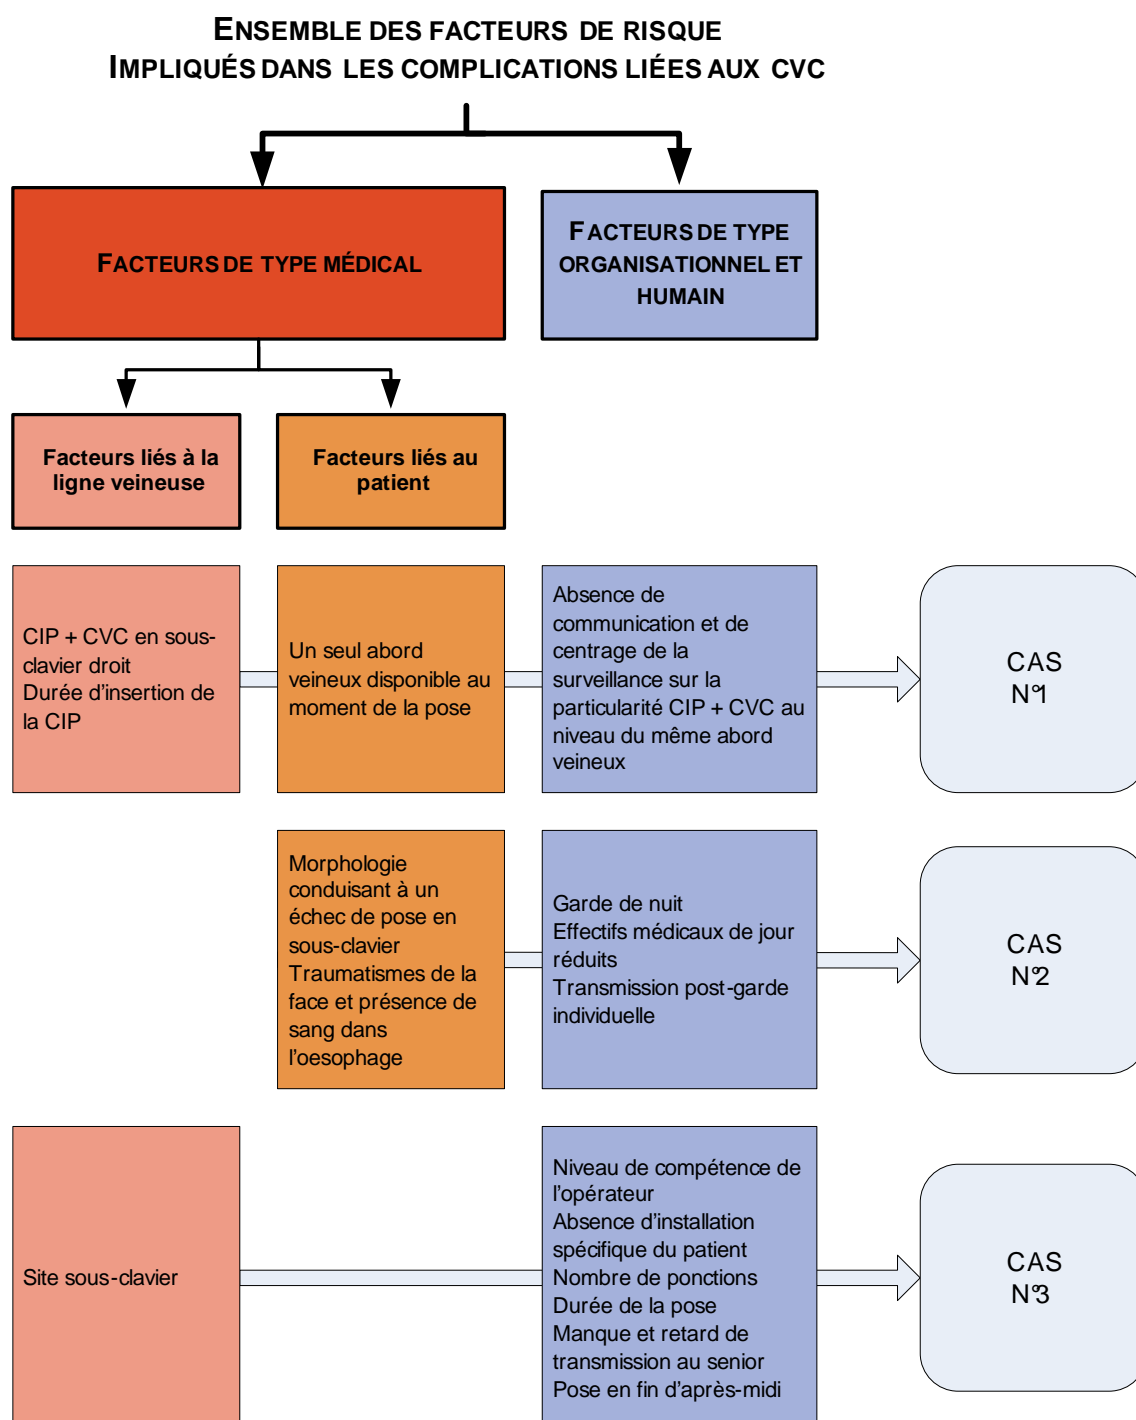 ENSEMBLE DES FACTEURS DE RISQUE
IMPLIQUÉS DANS LES COMPLICATIONS LIÉES AUX CVC
FACTEURS DE TYPE MÉDICAL
FACTEURS DE TYPE
ORGANISATIONNEL ET
HUMAIN
Facteurs liés à la
ligne veineuse
Facteurs liés au
patient
CIP + CVC en sous-
clavier droit
Durée d'insertion de
la CIP
Un seul abord
veineux disponible au
moment de la pose
Absence de
communication et de
centrage de la
surveillance sur la
particularité CIP + CVC au
niveau du même abord
veineux
CAS
N°1
Morphologie
conduisant à un
échec de pose en
sous-clavier
Traumatismes de la
face et présence de
sang dans
l'oesophage
Garde de nuit
Effectifs médicaux de jour
réduits
Transmission post-garde
individuelle
CAS
N°2
Site sous-clavier
Niveau de compétence de
l'opérateur
Absence d'installation
spécifique du patient
Nombre de ponctions
Durée de la pose
Manque et retard de
transmission au senior
Pose en fin d'après-midi
CAS
N°3